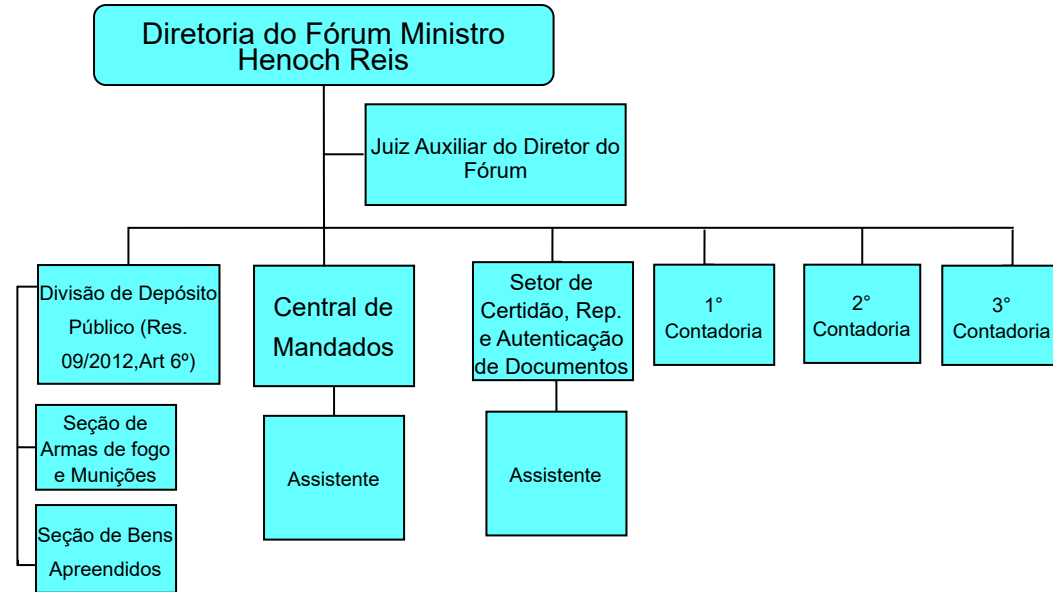 Diretoria do Fórum Ministro
Henoch Reis
Juiz Auxiliar do Diretor do
Fórum
Divisão de Depósito
Público (Res.
09/2012,Art 6º)
Central de
Mandados
Setor de
Certidão, Rep.
e Autenticação
de Documentos
1°
Contadoria
2°
Contadoria
3°
Contadoria
Seção de
Armas de fogo
e Munições
Assistente
Assistente
Seção de Bens
Apreendidos